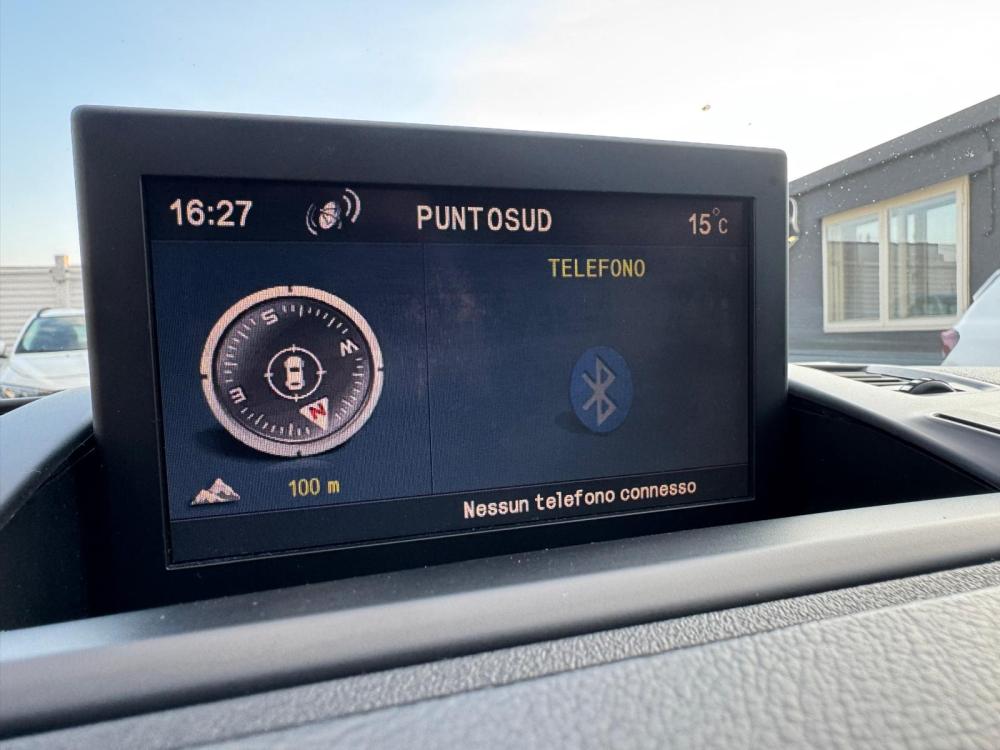 16:27 PUNTOSUD 15°C
TELEFONO
S
W
E
N
100 m
Nessun telefono connesso